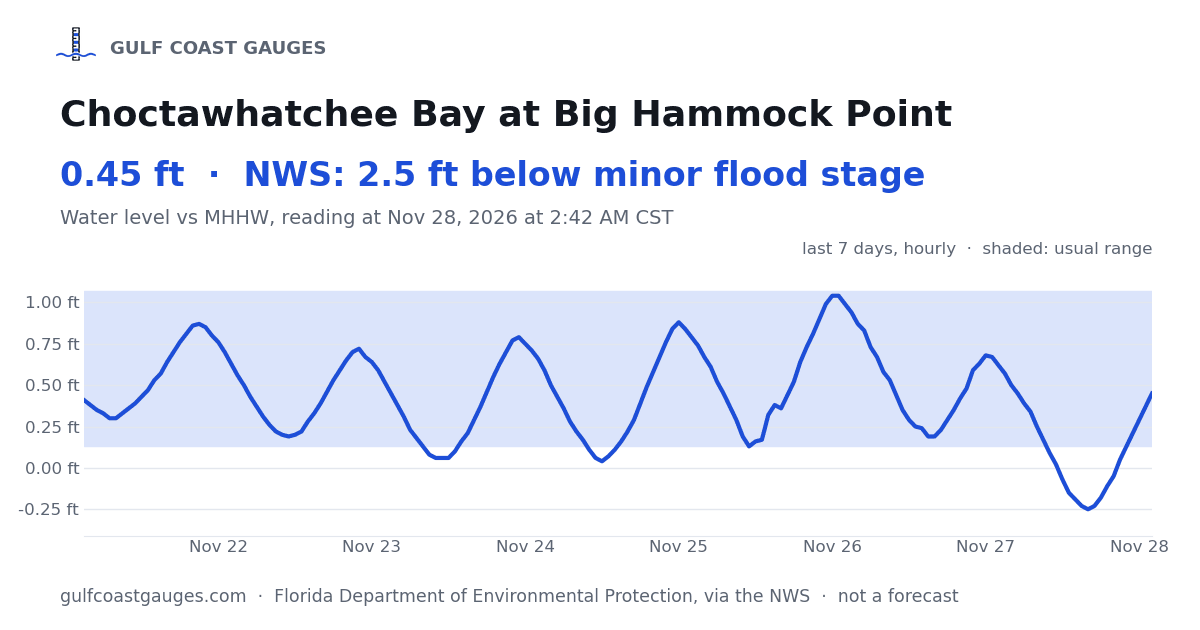 GULF COAST GAUGES
Choctawhatchee Bay at Big Hammock Point
0.45 ft · NWS: 2.5 ft below minor flood stage
Water level vs MHHW, reading at Nov 28, 2026 at 2:42 AM CST
last 7 days, hourly · shaded: usual range
1.00 ft
0.75 ft
0.50 ft
0.25 ft
0.00 ft
-0.25 ft
Nov 22 Nov 23 Nov 24 Nov 25 Nov 26 Nov 27 Nov 28
gulfcoastgauges.com · Florida Department of Environmental Protection, via the NWS · not a forecast